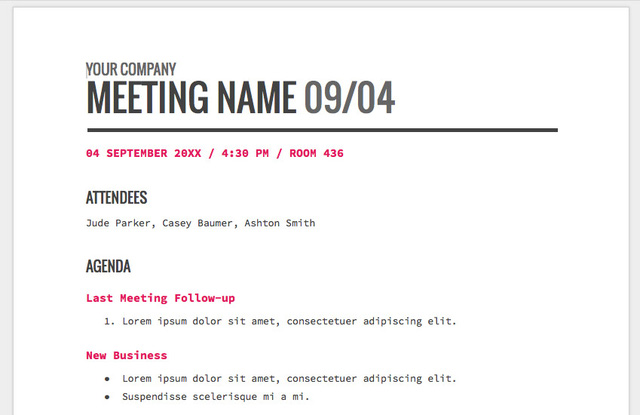 YOUR COMPANY
MEETING NAME 09/04
04 SEPTEMBER 20XX / 4:30 PM / ROOM 436
ATTENDEES
Jude Parker, Casey Baumer, Ashton Smith
AGENDA
Last Meeting Follow-up
1. Lorem ipsum dolor sit amet, consectetuer adipiscing elit.
New Business
● Lorem ipsum dolor sit amet, consectetuer adipiscing elit.
● Suspendisse scelerisque mi a mi.